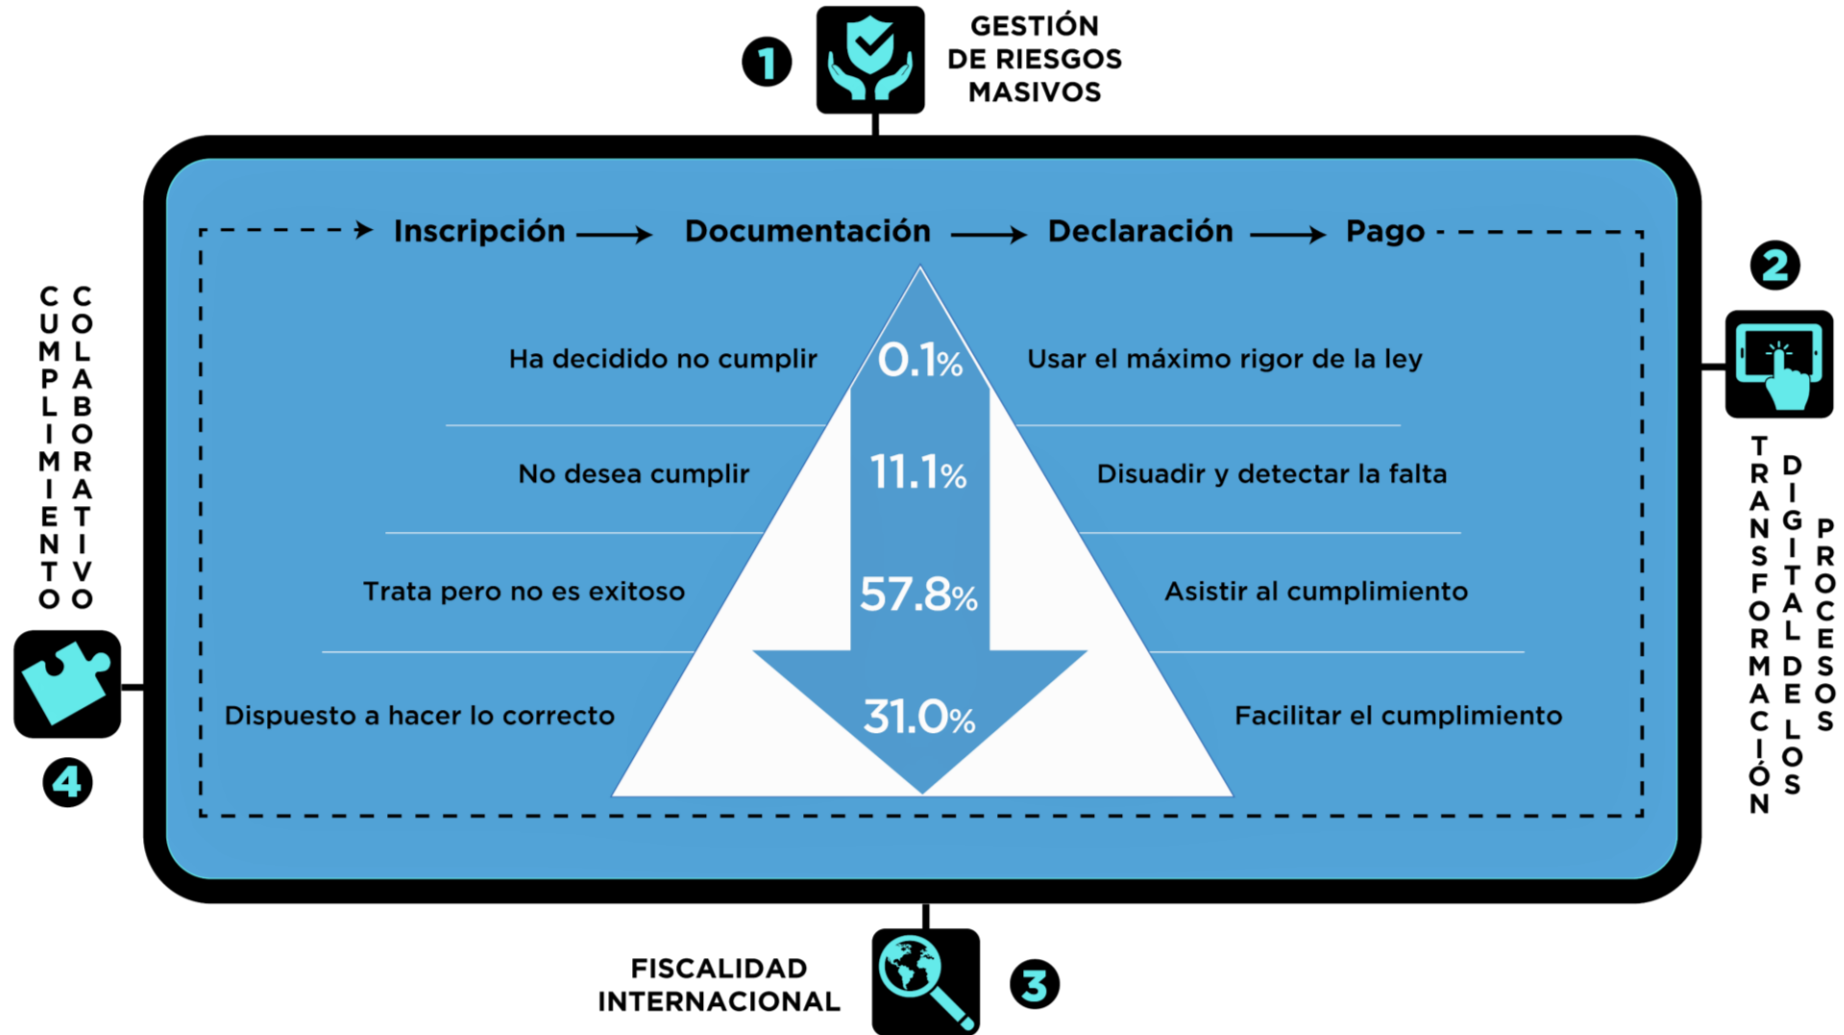 1
GESTIÓN
DE RIESGOS
MASIVOS
Inscripción
Documentación
Declaración
Pago
Ha decidido no cumplir
0.1%
Usar el máximo rigor de la ley
No desea cumplir
11.1%
Disuadir y detectar la falta
Trata pero no es exitoso
57.8%
Asistir al cumplimiento
Dispuesto a hacer lo correcto
31.0%
Facilitar el cumplimiento
2
TRANSFORMACIÓN
DIGITAL DE LOS
PROCESOS
FISCALIDAD
INTERNACIONAL
3
CUMPLIMIENTO
COLABORATIVO
4